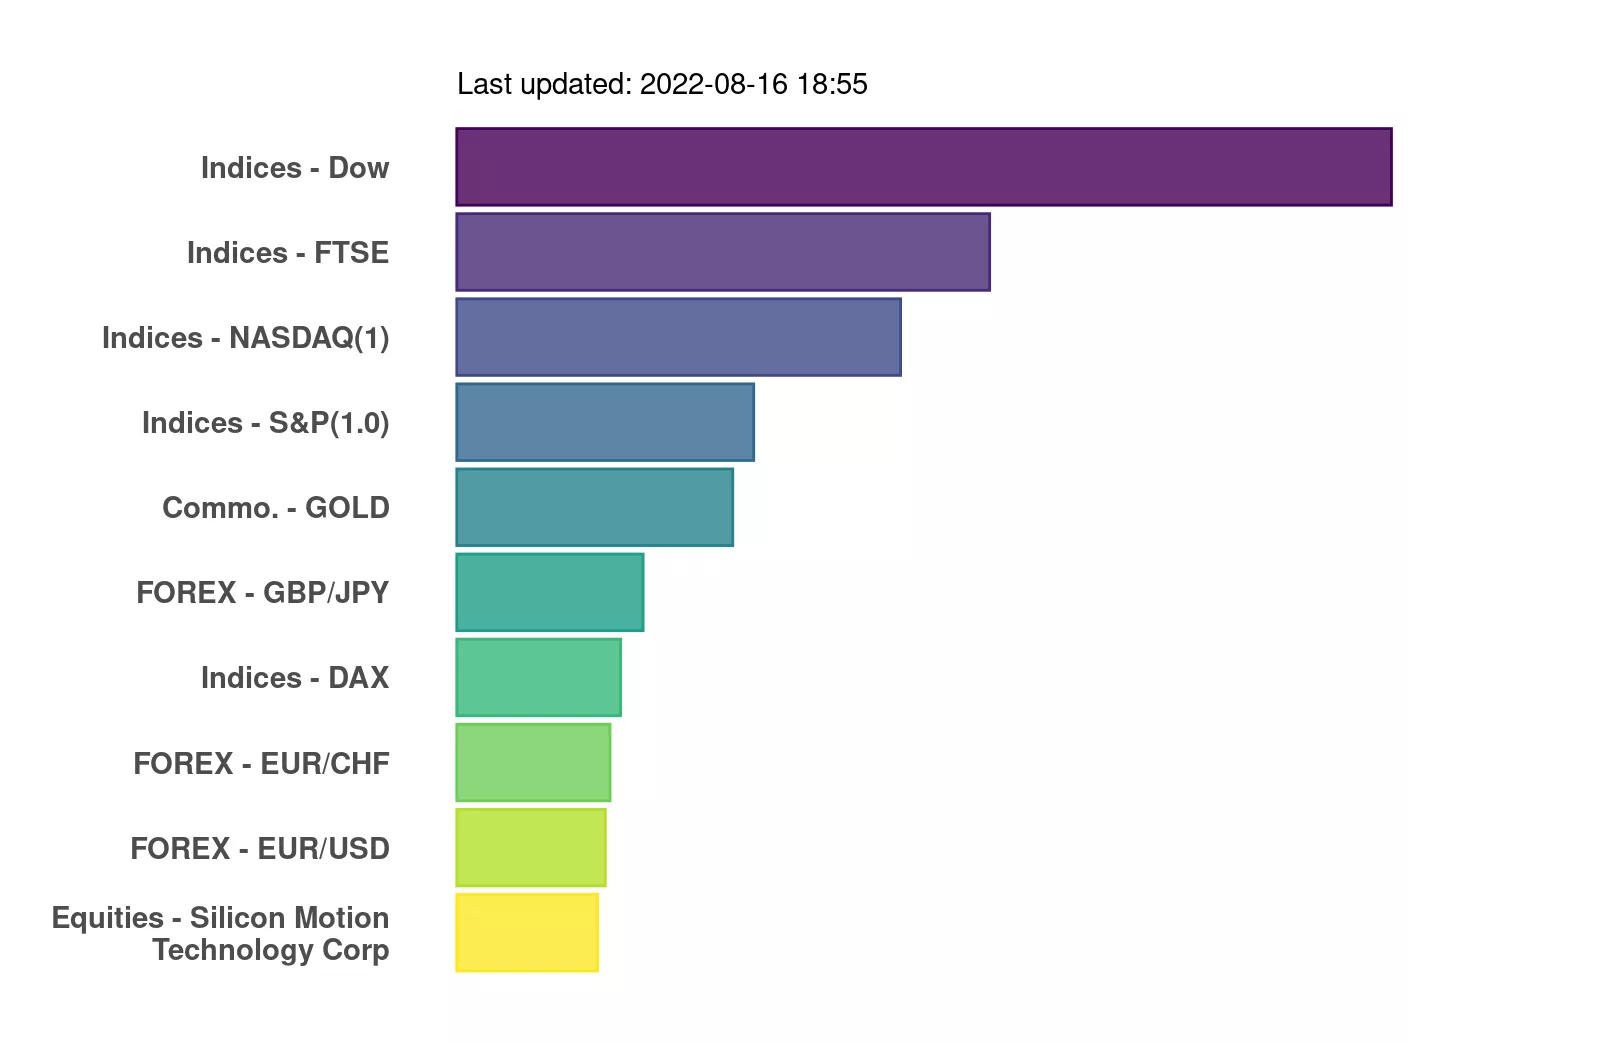 Last updated: 2022-08-16 18:55
Indices - Dow
Indices - FTSE
Indices - NASDAQ(1)
Indices - S&P(1.0)
Commo. - GOLD
FOREX - GBP/JPY
Indices - DAX
FOREX - EUR/CHF
FOREX - EUR/USD
Equities - Silicon Motion
Technology Corp